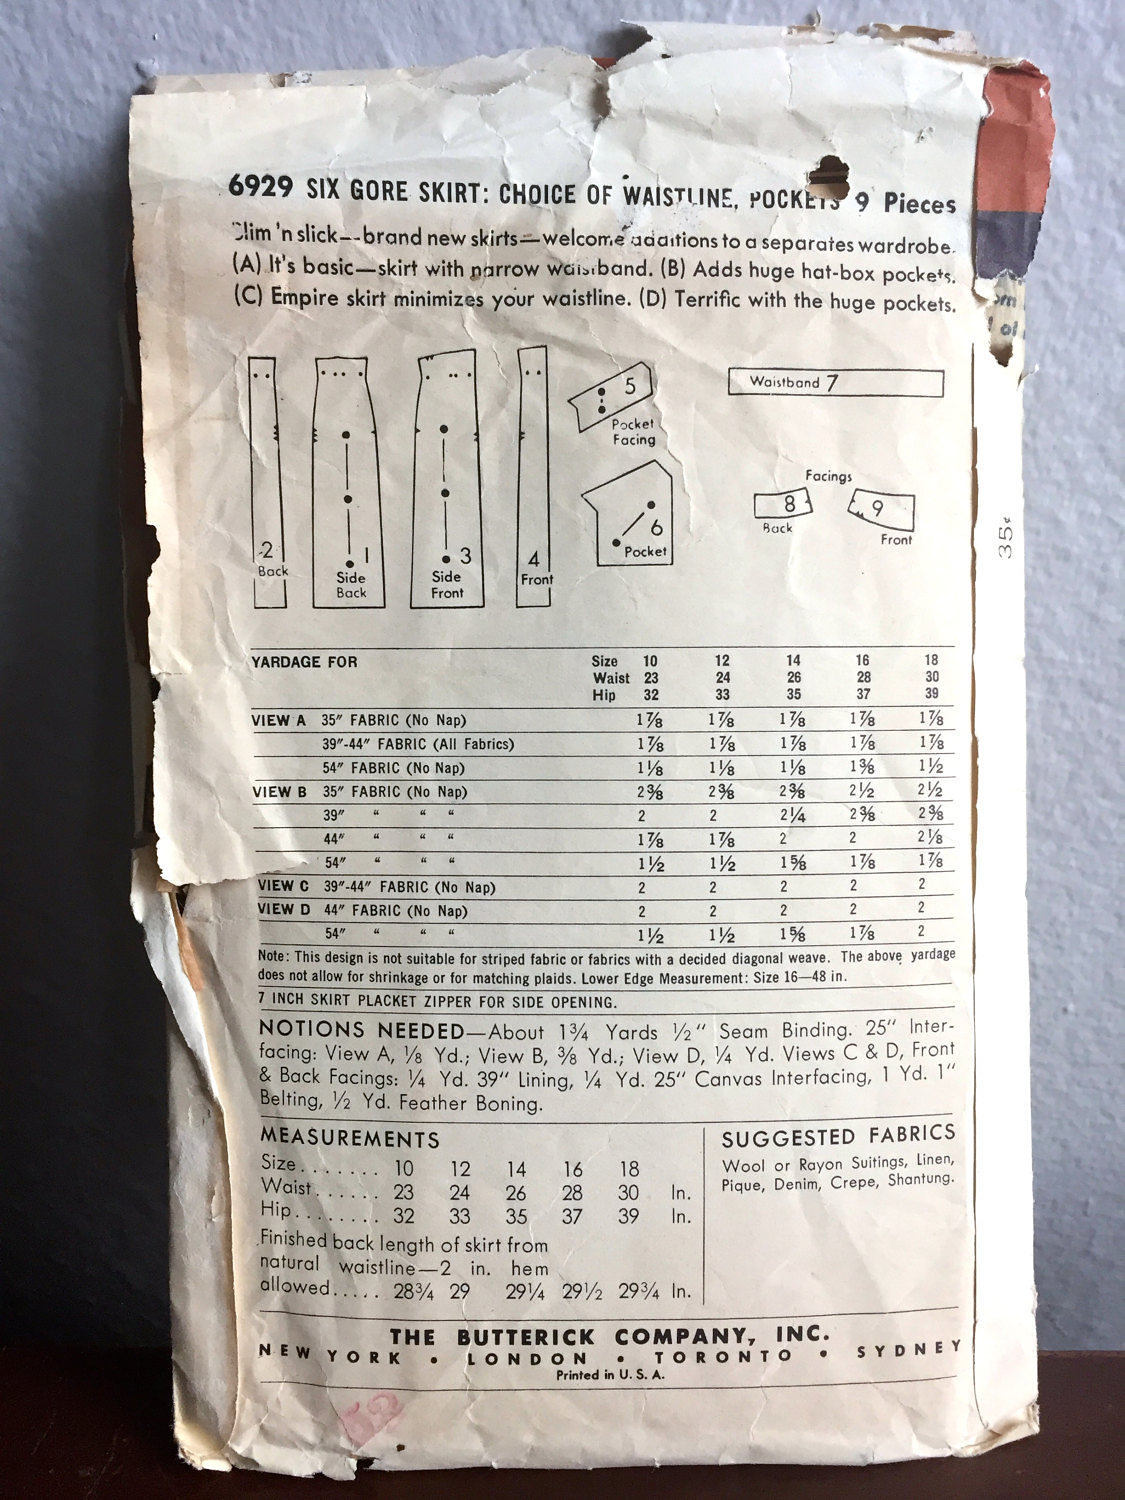 6929 SIX GORE SKIRT: CHOICE OF WAISTLINE, POCKETS 9 Pieces
Slim 'n slick--brand new skirts—welcome additions to a separates wardrobe.
(A) It's basic—skirt with narrow waistband. (B) Adds huge hat-box pockets.
(C) Empire skirt minimizes your waistline. (D) Terrific with the huge pockets.
om
of
35¢
2
Back
1
Side
Back
3
Side
Front
4
Front
5
Pocket
Facing
6
Pocket
Waistband 7
Facings
8
Back
9
Front
YARDAGE FOR Size 10 12 14 16 18
Waist 23 24 26 28 30
Hip 32 33 35 37 39
VIEW A 35" FABRIC (No Nap) 1⅞ 1⅞ 1⅞ 1⅞ 1⅞
39"-44" FABRIC (All Fabrics) 1⅞ 1⅞ 1⅞ 1⅞ 1⅞
54" FABRIC (No Nap) 1⅛ 1⅛ 1⅛ 1⅜ 1½
VIEW B 35" FABRIC (No Nap) 2⅜ 2⅜ 2⅜ 2½ 2½
39" " " " 2 2 2¼ 2⅜ 2⅜
44" " " " 1⅞ 1⅞ 2 2 2⅛
54" " " " 1½ 1½ 1⅝ 1⅞ 1⅞
VIEW C 39"-44" FABRIC (No Nap) 2 2 2 2 2
VIEW D 44" FABRIC (No Nap) 2 2 2 2 2
54" " " " 1½ 1½ 1⅝ 1⅞ 2
Note: This design is not suitable for striped fabric or fabrics with a decided diagonal weave. The above yardage
does not allow for shrinkage or for matching plaids. Lower Edge Measurement: Size 16—48 in.
7 INCH SKIRT PLACKET ZIPPER FOR SIDE OPENING.
NOTIONS NEEDED—About 1¾ Yards ½" Seam Binding. 25" Inter-
facing: View A, ⅛ Yd.; View B, ⅜ Yd.; View D, ¼ Yd. Views C & D, Front
& Back Facings: ¼ Yd. 39" Lining, ¼ Yd. 25" Canvas Interfacing, 1 Yd. 1"
Belting, ½ Yd. Feather Boning.
MEASUREMENTS
Size........ 10 12 14 16 18
Waist...... 23 24 26 28 30 In.
Hip........ 32 33 35 37 39 In.
Finished back length of skirt from
natural waistline—2 in. hem
allowed..... 28¾ 29 29¼ 29½ 29¾ In.
SUGGESTED FABRICS
Wool or Rayon Suitings, Linen,
Pique, Denim, Crepe, Shantung.
THE BUTTERICK COMPANY, INC.
NEW YORK • LONDON • TORONTO • SYDNEY
Printed in U. S. A.